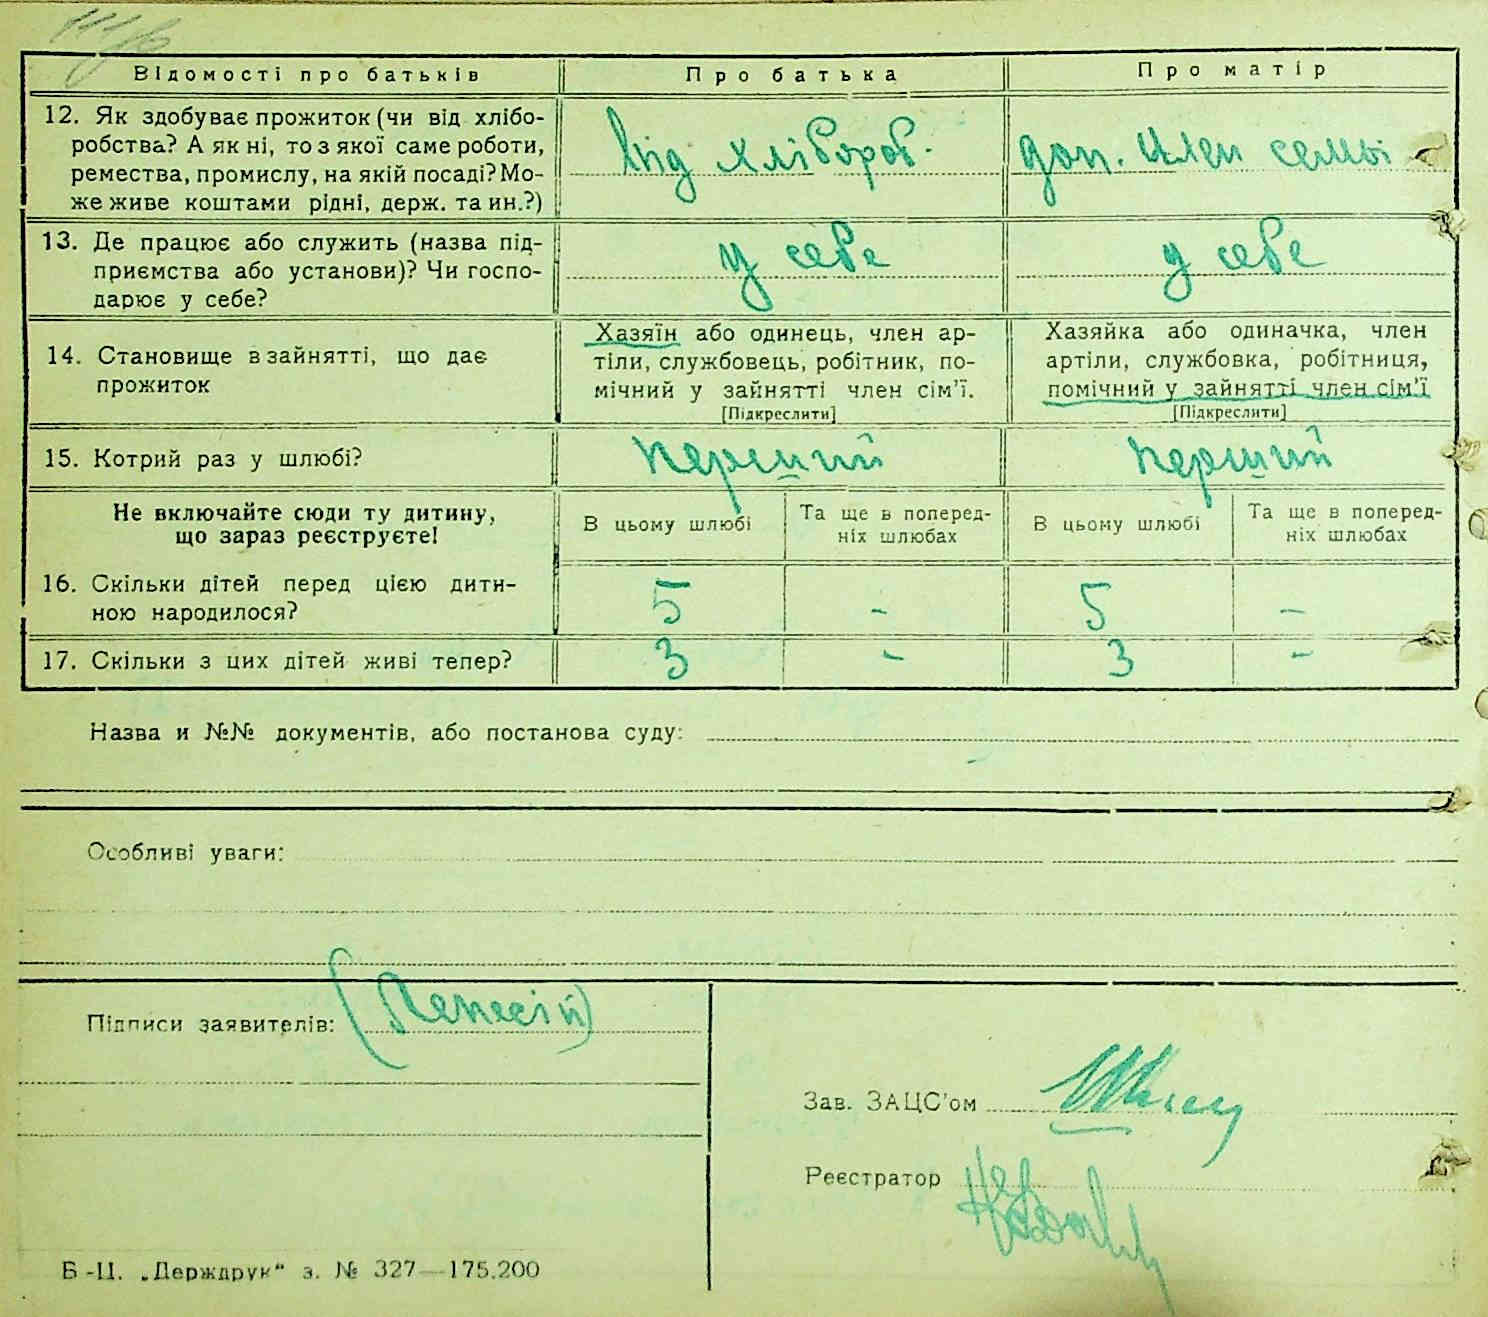 Відомості про батьків
Про батька
Про матір
12. Як здобуває прожиток (чи від хлібо-
робства? А як ні, то з якої саме роботи,
ремества, промислу, на якій посаді? Мо-
же живе коштами рідні, держ. та ин.?)
від хлібороб.
доп. член семьі
13. Де працює або служить (назва під-
приємства або установи)? Чи госпо-
дарює у себе?
у себе
у себе
14. Становище в зайнятті, що дає
прожиток
Хазяїн або одинець, член ар-
тіли, службовець, робітник, по-
мічний у зайнятті член сім'ї.
[Підкреслити]
Хазяйка або одиначка, член
артіли, службовка, робітниця,
помічний у зайнятті член сім'ї
[Підкреслити]
15. Котрий раз у шлюбі?
перший
перший
Не включайте сюди ту дитину,
що зараз реєструєте!
В цьому шлюбі
Та ще в поперед-
ніх шлюбах
В цьому шлюбі
Та ще в поперед-
ніх шлюбах
16. Скільки дітей перед цією дити-
ною народилося?
5
-
5
-
17. Скільки з цих дітей живі тепер?
3
-
3
-
Назва и №№ документів, або постанова суду:
Особливі уваги:
Підписи заявителів:
Зав. ЗАЦС'ом
Реєстратор
Б-Ц. „Держдрук" з. № 327—175.200